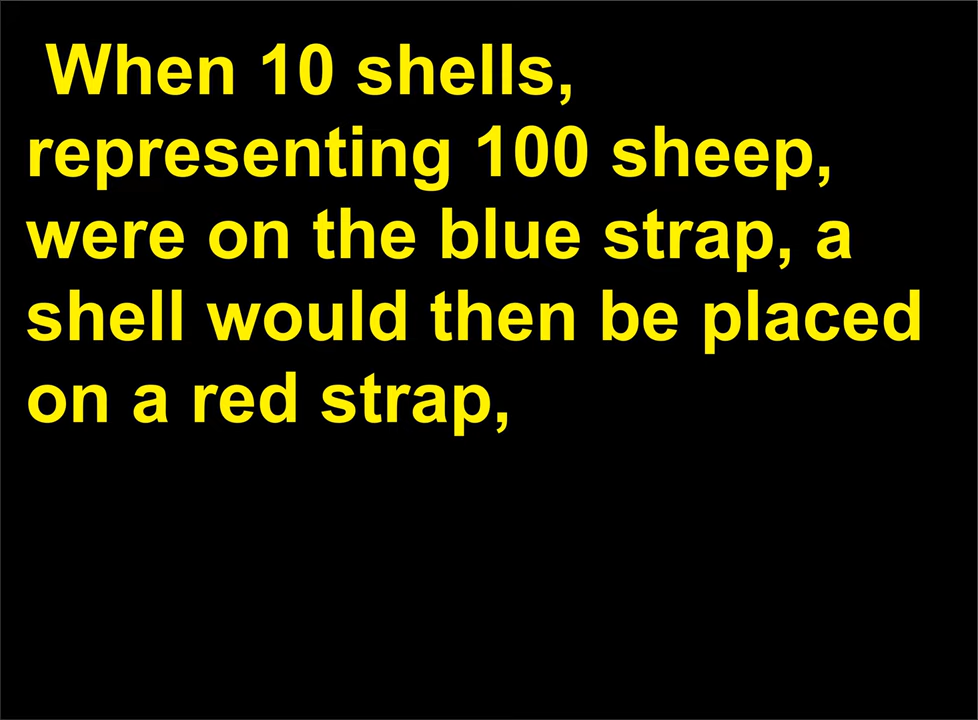 When 10 shells,
representing 100 sheep,
were on the blue strap, a
shell would then be placed
on a red strap,